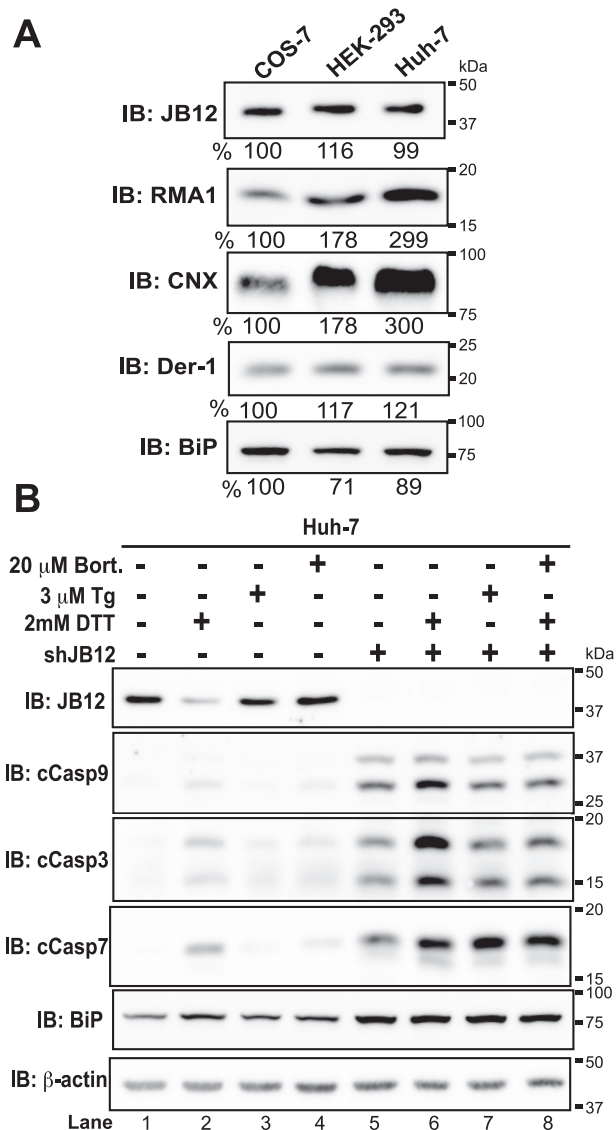 A
COS-7 HEK-293 Huh-7
kDa
IB: JB12 50 37
% 100 116 99
IB: RMA1 20 15
% 100 178 299
IB: CNX 100 75
% 100 178 300
IB: Der-1 25 20
% 100 117 121
IB: BiP 100 75
% 100 71 89
B
Huh-7
20 μM Bort. - - - + - - - +
3 μM Tg - - + - - - + -
2mM DTT - + - - - + - +
shJB12 - - - - + + + +
kDa
IB: JB12 50 37
IB: cCasp9 37 25
IB: cCasp3 20 15
IB: cCasp7 20 15
IB: BiP 100 75
IB: β-actin 50 37
Lane 1 2 3 4 5 6 7 8